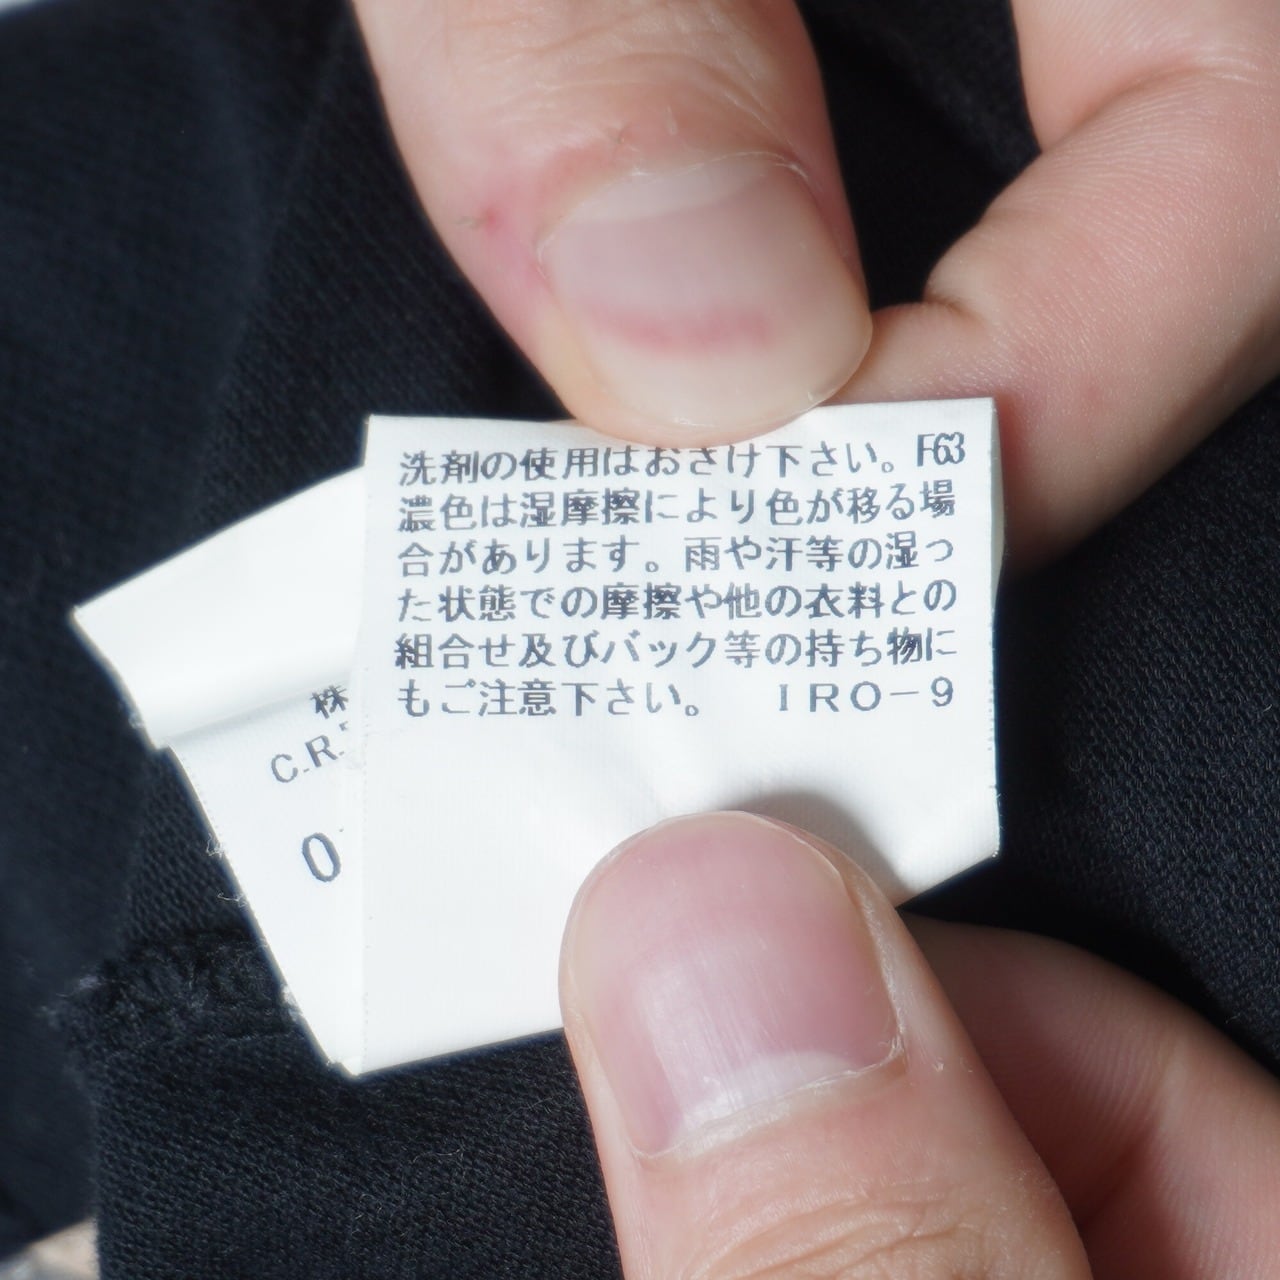 洗剤の使用はおさけ下さい。F63
濃色は湿摩擦により色が移る場
合があります。雨や汗等の湿っ
た状態での摩擦や他の衣料との
組合せ及びバック等の持ち物に
もご注意下さい。 IRO-9
株
C.R.
0